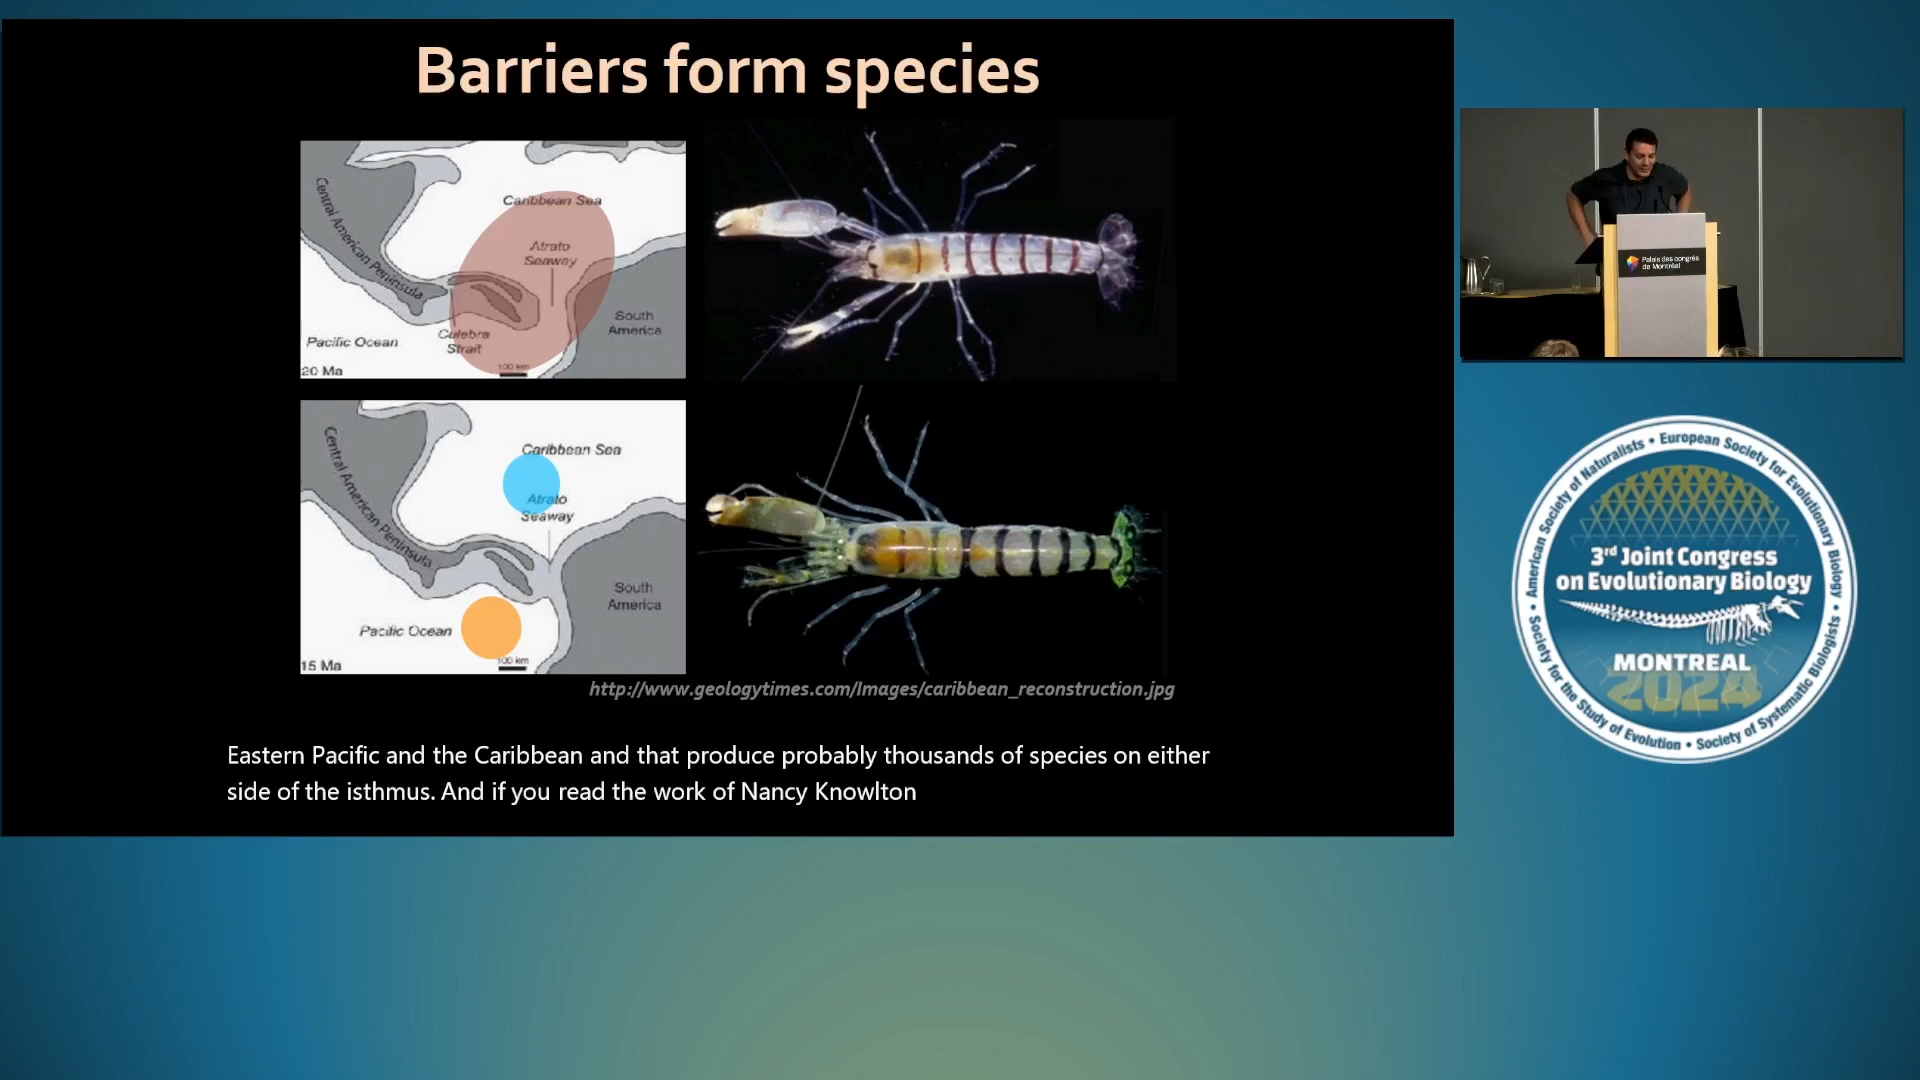 Barriers form species
Central American Peninsula
Caribbean Sea
Atrato
Seaway
Culebra
Strait
South
America
Pacific Ocean
100 km
20 Ma
Central American Peninsula
Caribbean Sea
Atrato
Seaway
South
America
Pacific Ocean
100 km
15 Ma
http://www.geologytimes.com/Images/caribbean_reconstruction.jpg
Eastern Pacific and the Caribbean and that produce probably thousands of species on either
side of the isthmus. And if you read the work of Nancy Knowlton
Palais des congrès
de Montréal
American Society of Naturalists • European Society for Evolutionary Biology •
Society for the Study of Evolution • Society of Systematic Biologists •
3rd Joint Congress
on Evolutionary Biology
MONTREAL
2024